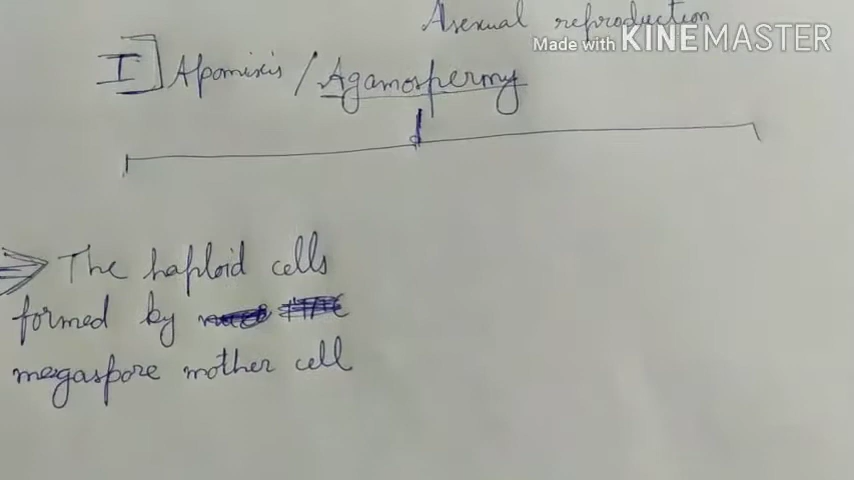 Asexual reproduction
Made with KINEMASTER
I] Apomixis / Agamospermy
The haploid cells
formed by
megaspore mother cell